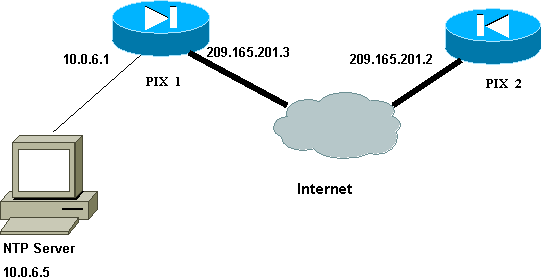 10.0.6.1
209.165.201.3
209.165.201.2
PIX 1
PIX 2
Internet
NTP Server
10.0.6.5